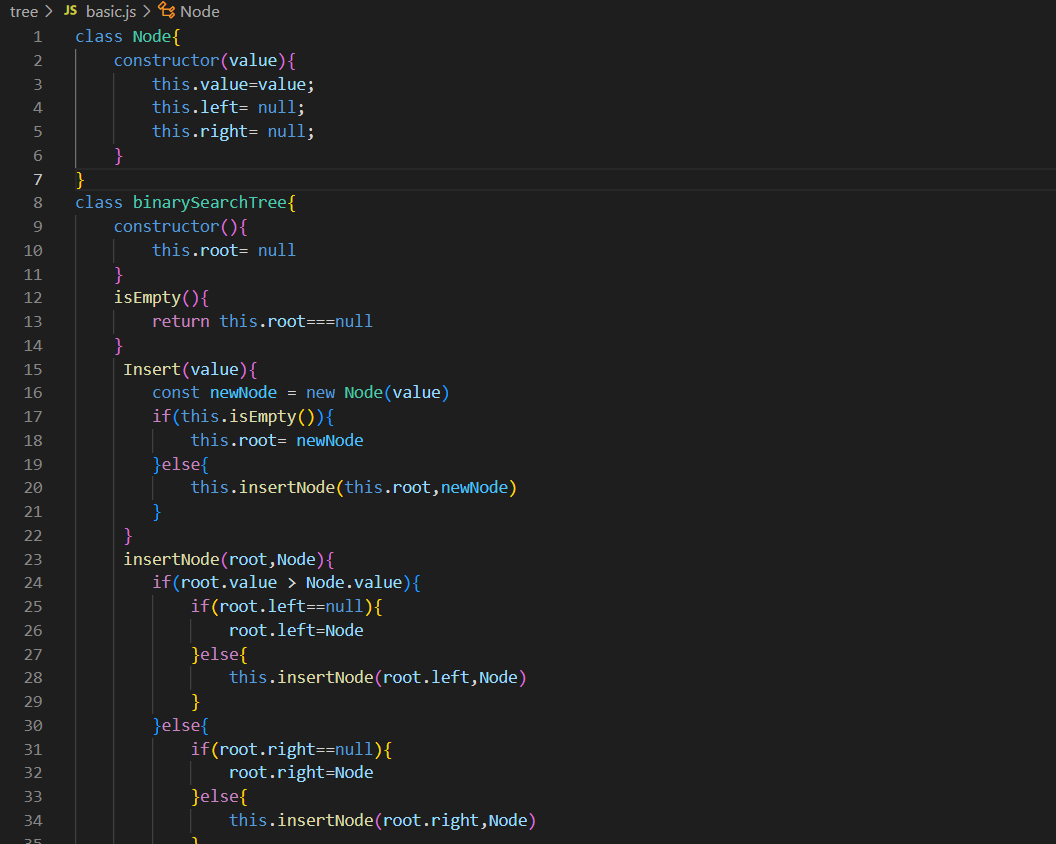 tree > JS basic.js > Node
1 class Node{
2     constructor(value){
3         this.value=value;
4         this.left= null;
5         this.right= null;
6     }
7 }
8 class binarySearchTree{
9     constructor(){
10         this.root= null
11     }
12     isEmpty(){
13         return this.root===null
14     }
15      Insert(value){
16         const newNode = new Node(value)
17         if(this.isEmpty()){
18             this.root= newNode
19         }else{
20             this.insertNode(this.root,newNode)
21         }
22      }
23      insertNode(root,Node){
24         if(root.value > Node.value){
25             if(root.left==null){
26                 root.left=Node
27             }else{
28                 this.insertNode(root.left,Node)
29             }
30         }else{
31             if(root.right==null){
32                 root.right=Node
33             }else{
34                 this.insertNode(root.right,Node)
35             }